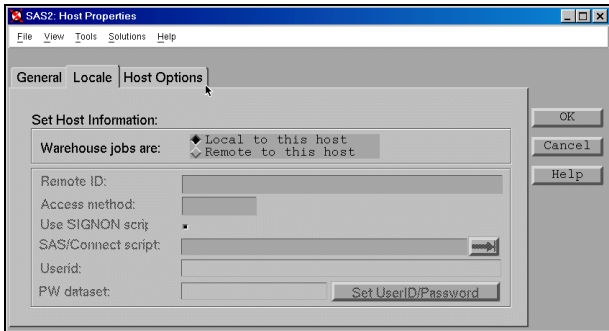 SAS2: Host Properties
File View Tools Solutions Help
General Locale Host Options
Set Host Information:
Warehouse jobs are:
Local to this host
Remote to this host
OK
Cancel
Help
Remote ID:
Access method:
Use SIGNON scrip
SAS/Connect script:
Userid:
PW dataset:
Set UserID/Password